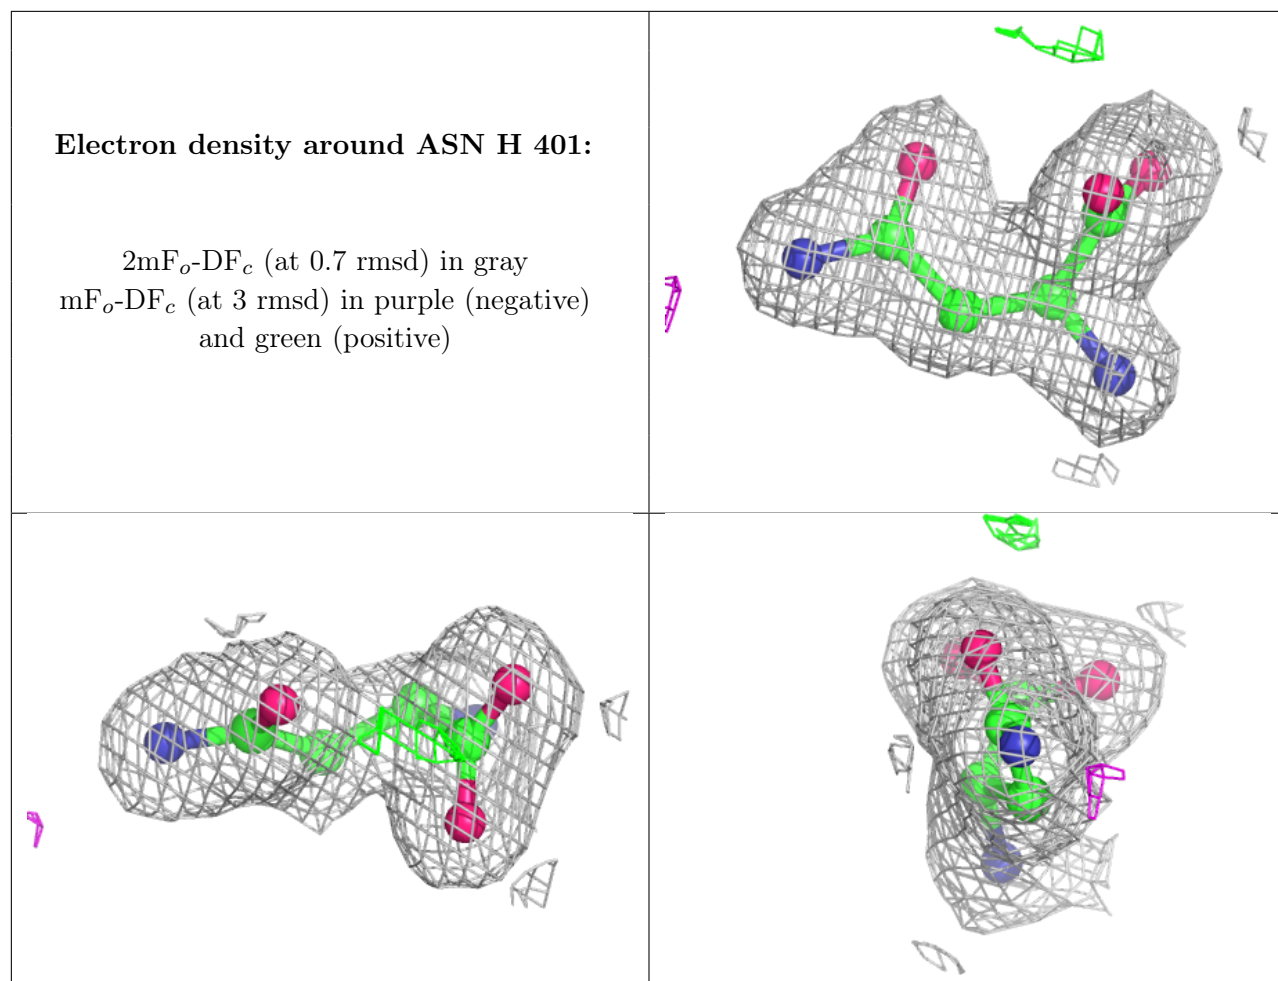 Electron density around ASN H 401:
2mFo-DFc (at 0.7 rmsd) in gray
mFo-DFc (at 3 rmsd) in purple (negative)
and green (positive)